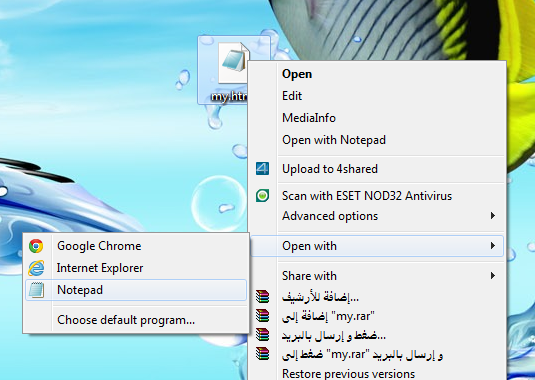 my.htm
Open
Edit
MediaInfo
Open with Notepad
Upload to 4shared
Scan with ESET NOD32 Antivirus
Advanced options
Open with
Share with
إضافة للأرشيف...
إضافة إلى "my.rar"
ضغط و إرسال بالبريد...
ضغط إلى "my.rar" و إرسال بالبريد
Restore previous versions
Google Chrome
Internet Explorer
Notepad
Choose default program...